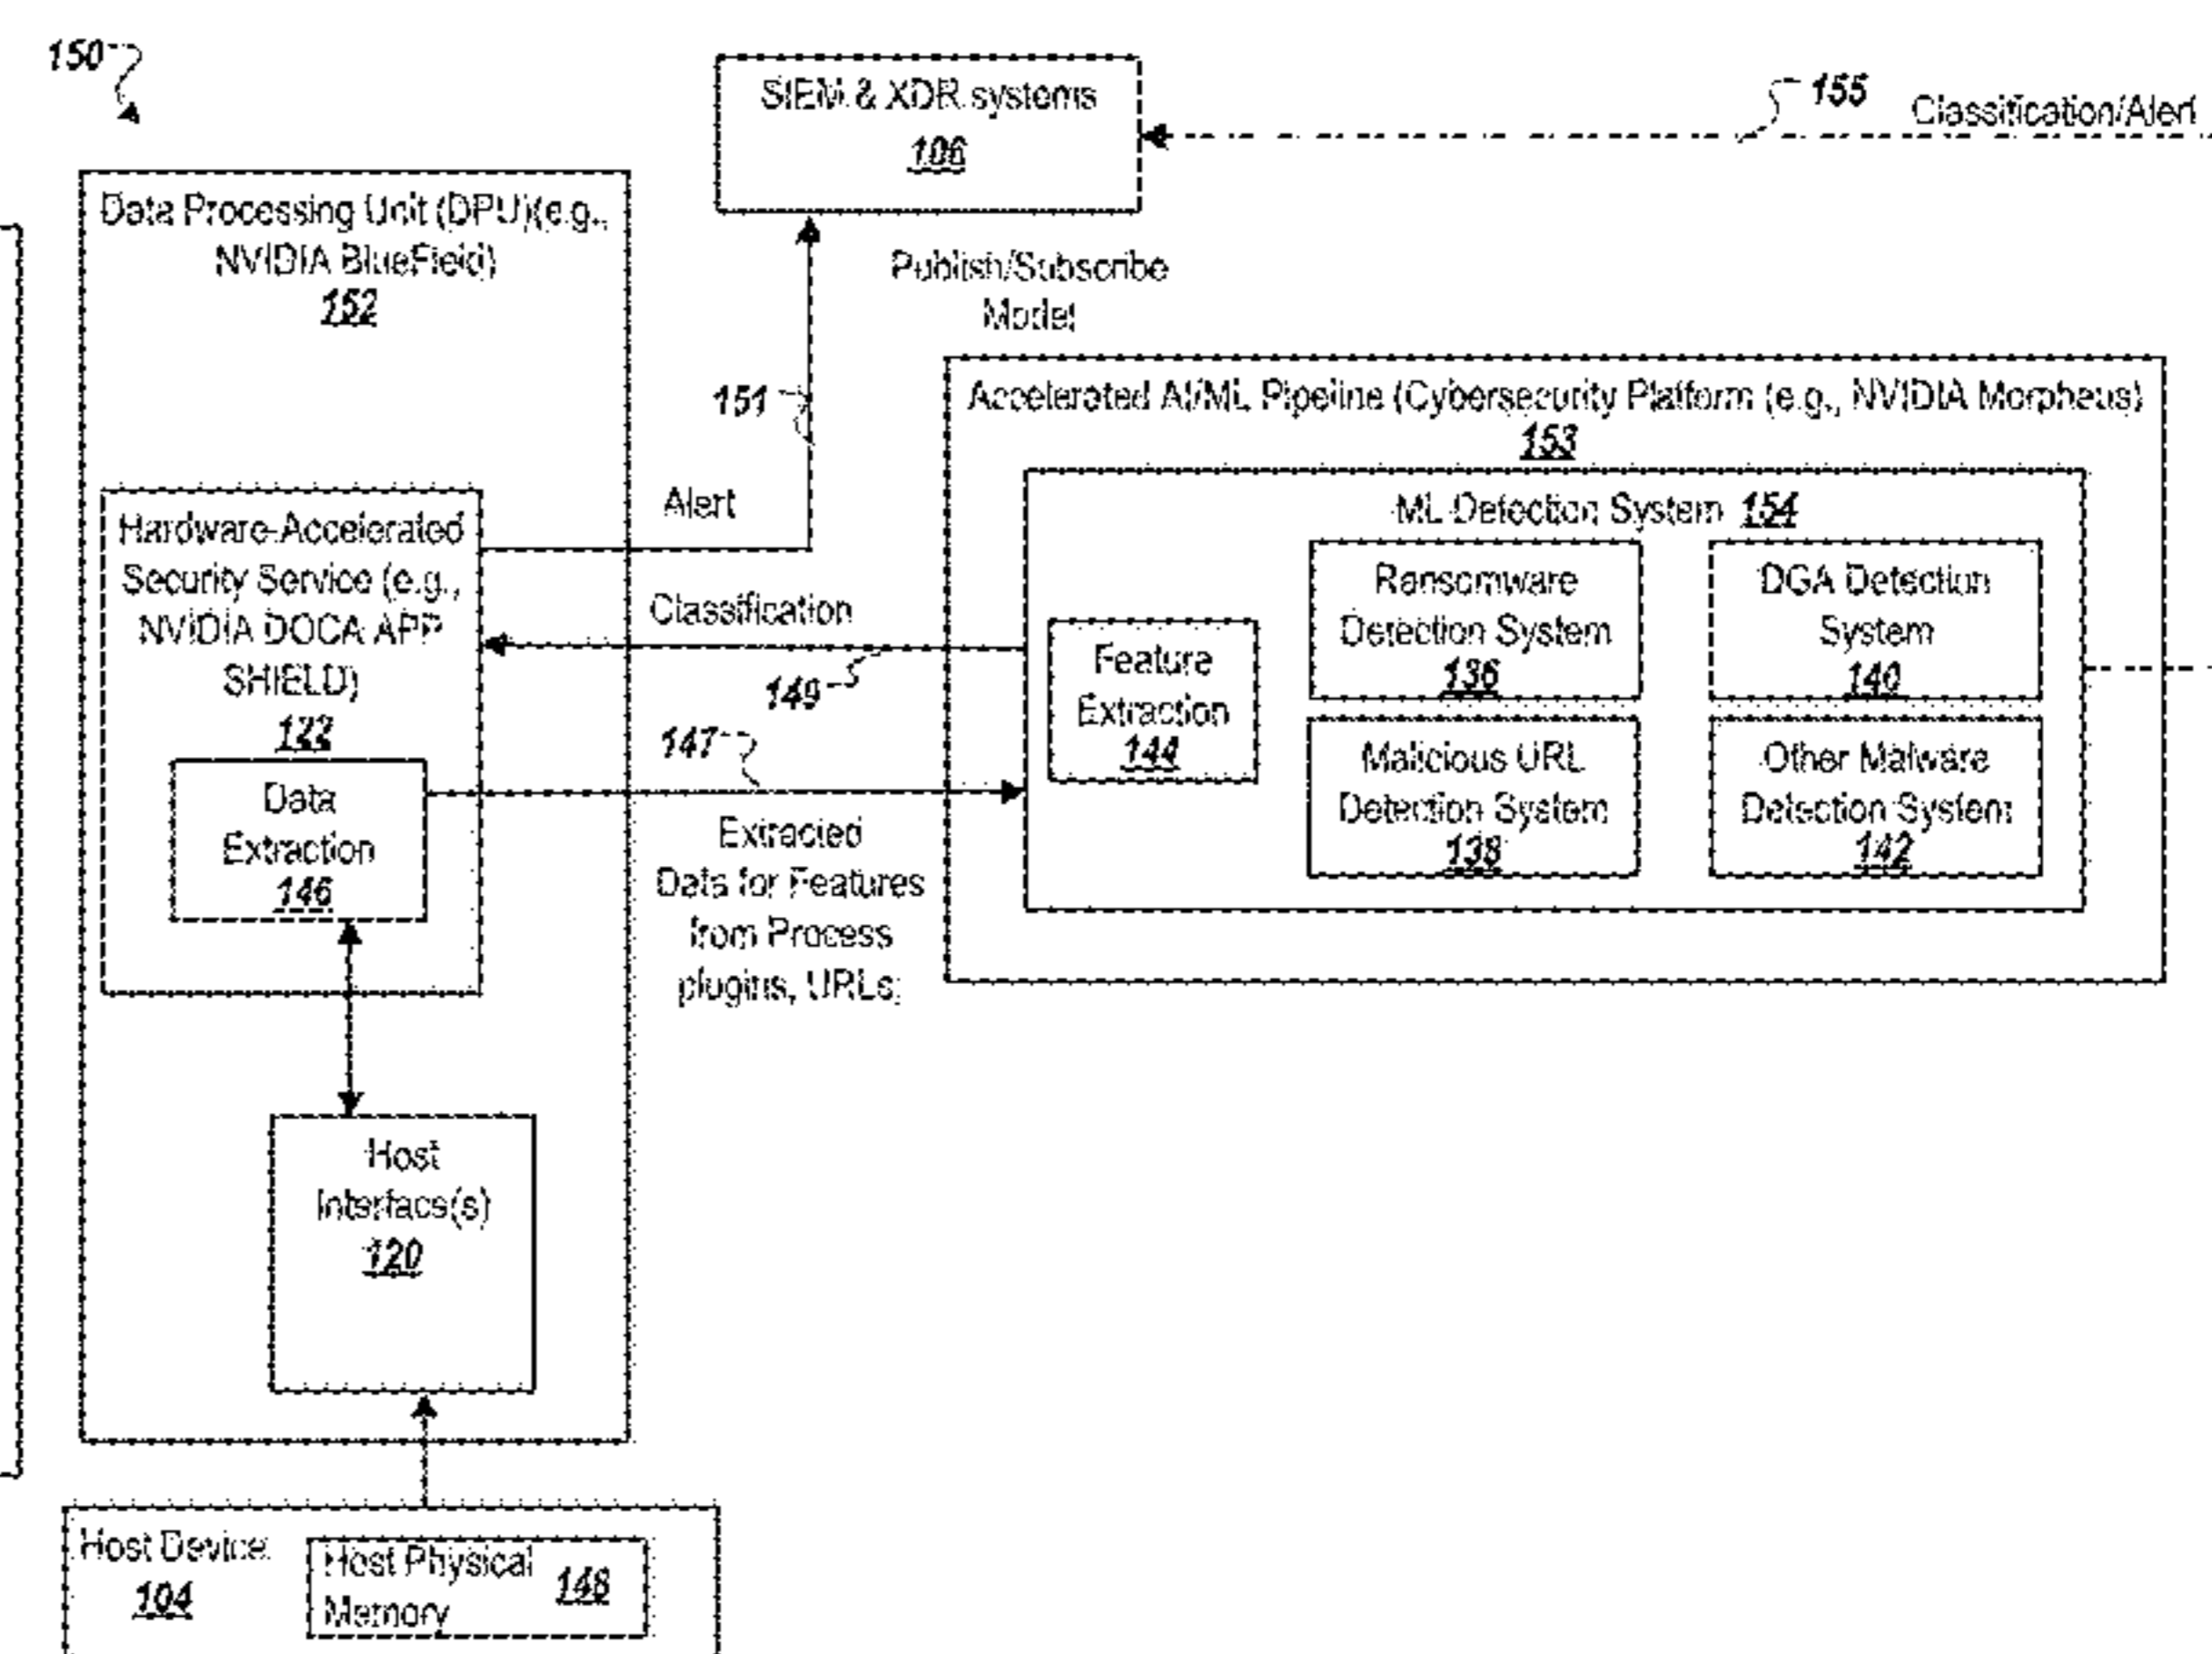 150
SIEM & XDR systems
106
155
Classification/Alert
Data Processing Unit (DPU)(e.g.,
NVIDIA BlueField)
152
Publish/Subscribe
Model
151
Accelerated AI/ML Pipeline (Cybersecurity Platform (e.g., NVIDIA Morpheus)
153
Alert
ML Detection System 154
Hardware-Accelerated
Security Service (e.g.,
NVIDIA DOCA APP
SHIELD)
122
Classification
149
147
Feature
Extraction
144
Ransomware
Detection System
136
DGA Detection
System
140
Malicious URL
Detection System
138
Other Malware
Detection System
142
Data
Extraction
146
Extracted
Data for Features
from Process
plugins, URLs;
Host
Interface(s)
120
Host Device
104
Host Physical
Memory
148